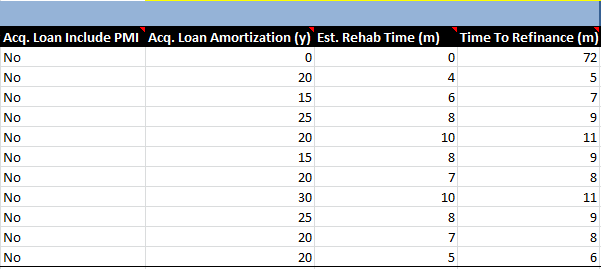 Acq. Loan Include PMI Acq. Loan Amortization (y) Est. Rehab Time (m) Time To Refinance (m)
No 0 0 72
No 20 4 5
No 15 6 7
No 25 8 9
No 20 10 11
No 15 8 9
No 20 7 8
No 30 10 11
No 25 8 9
No 20 7 8
No 20 5 6